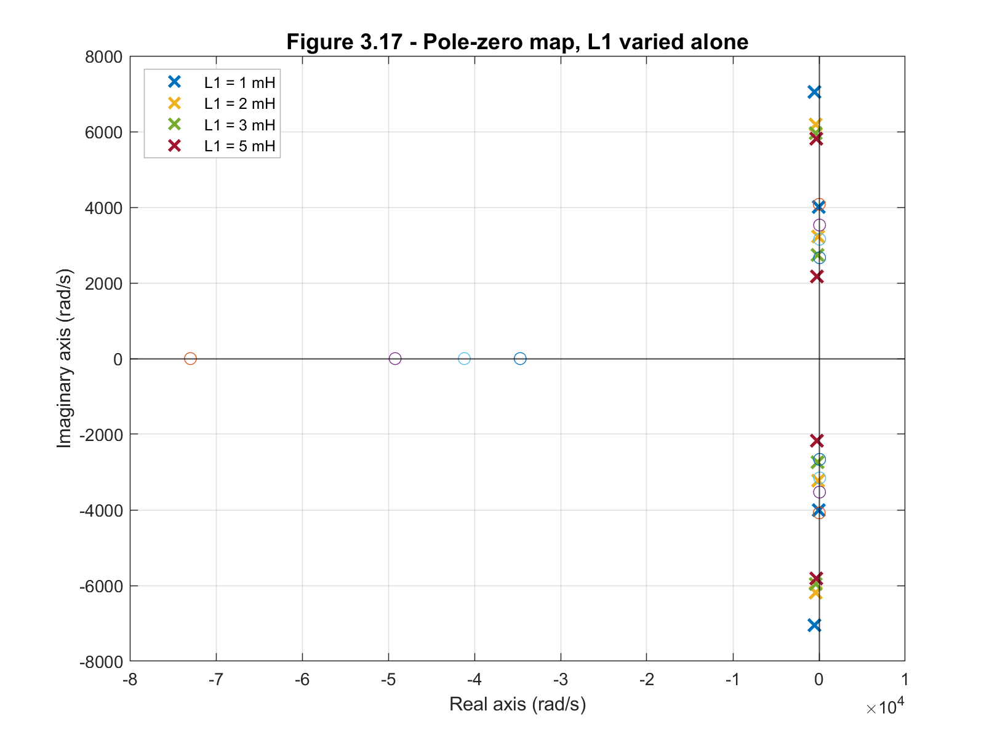 Figure 3.17 - Pole-zero map, L1 varied alone
L1 = 1 mH
L1 = 2 mH
L1 = 3 mH
L1 = 5 mH
8000
6000
4000
2000
0
-2000
-4000
-6000
-8000
Imaginary axis (rad/s)
-8 -7 -6 -5 -4 -3 -2 -1 0 1
×10⁴
Real axis (rad/s)